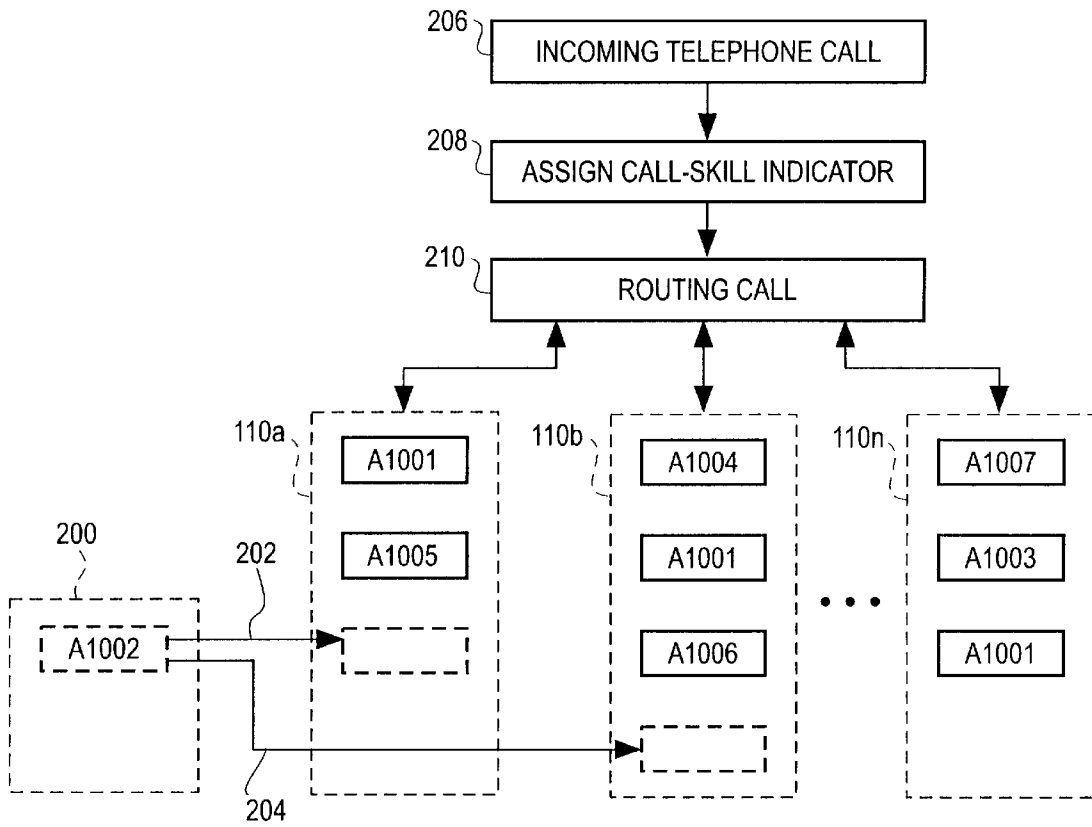 206
INCOMING TELEPHONE CALL
208
ASSIGN CALL-SKILL INDICATOR
210
ROUTING CALL
110a
A1001
A1005
110b
A1004
A1001
A1006
110n
A1007
A1003
A1001
200
A1002
202
204